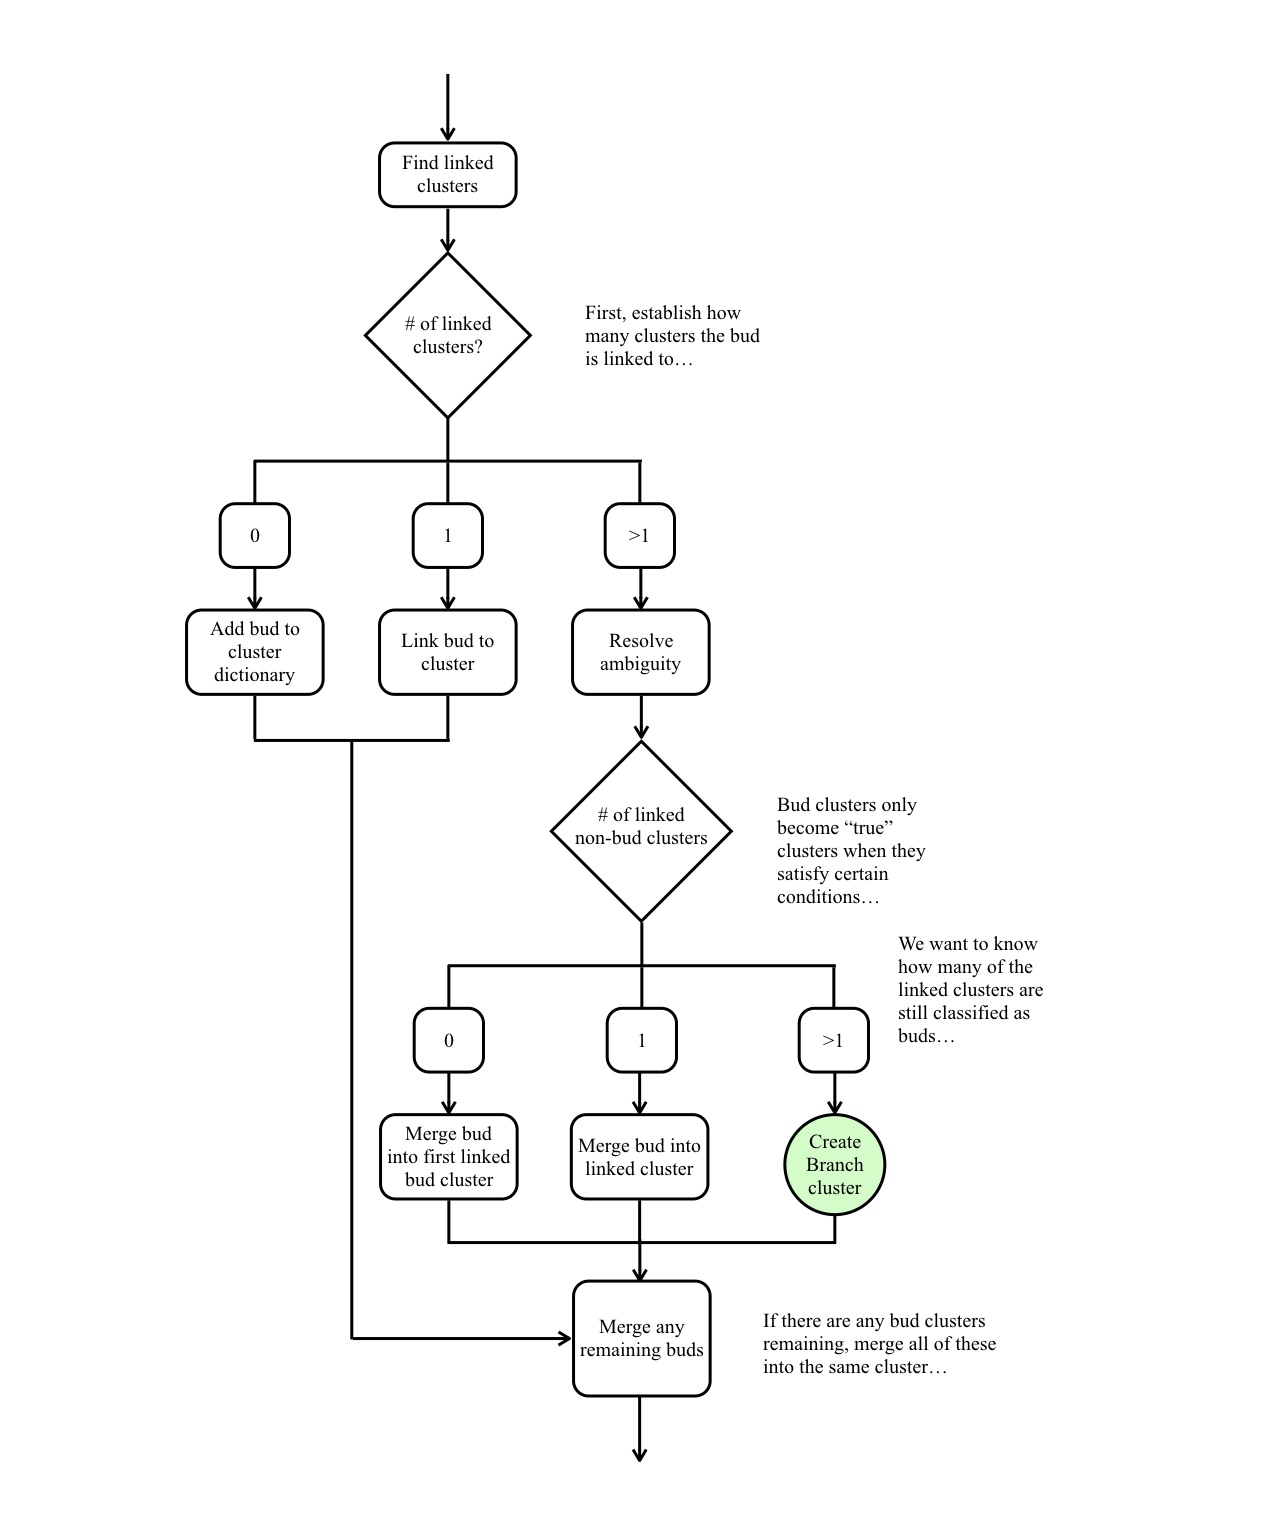 Find linked
clusters
# of linked
clusters?
First, establish how
many clusters the bud
is linked to…
0
1
>1
Add bud to
cluster
dictionary
Link bud to
cluster
Resolve
ambiguity
# of linked
non-bud clusters
Bud clusters only
become “true”
clusters when they
satisfy certain
conditions…
We want to know
how many of the
linked clusters are
still classified as
buds…
0
1
>1
Merge bud
into first linked
bud cluster
Merge bud into
linked cluster
Create
Branch
cluster
Merge any
remaining buds
If there are any bud clusters
remaining, merge all of these
into the same cluster…